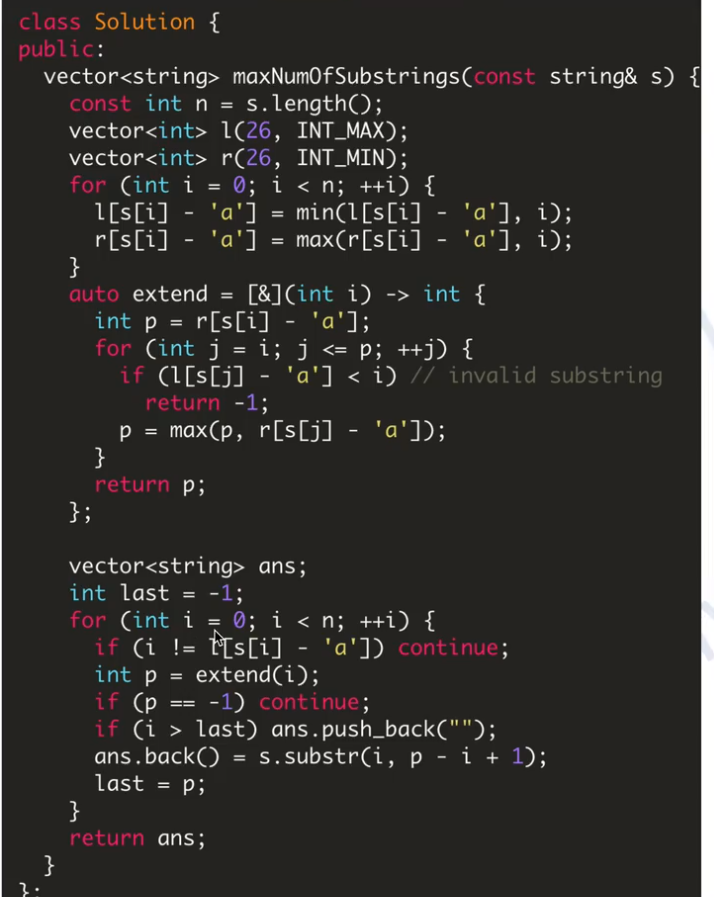 class Solution {
public:
  vector<string> maxNumOfSubstrings(const string& s) {
    const int n = s.length();
    vector<int> l(26, INT_MAX);
    vector<int> r(26, INT_MIN);
    for (int i = 0; i < n; ++i) {
      l[s[i] - 'a'] = min(l[s[i] - 'a'], i);
      r[s[i] - 'a'] = max(r[s[i] - 'a'], i);
    }
    auto extend = [&](int i) -> int {
      int p = r[s[i] - 'a'];
      for (int j = i; j <= p; ++j) {
        if (l[s[j] - 'a'] < i) // invalid substring
          return -1;
        p = max(p, r[s[j] - 'a']);
      }
      return p;
    };

    vector<string> ans;
    int last = -1;
    for (int i = 0; i < n; ++i) {
      if (i != l[s[i] - 'a']) continue;
      int p = extend(i);
      if (p == -1) continue;
      if (i > last) ans.push_back("");
      ans.back() = s.substr(i, p - i + 1);
      last = p;
    }
    return ans;
  }
};